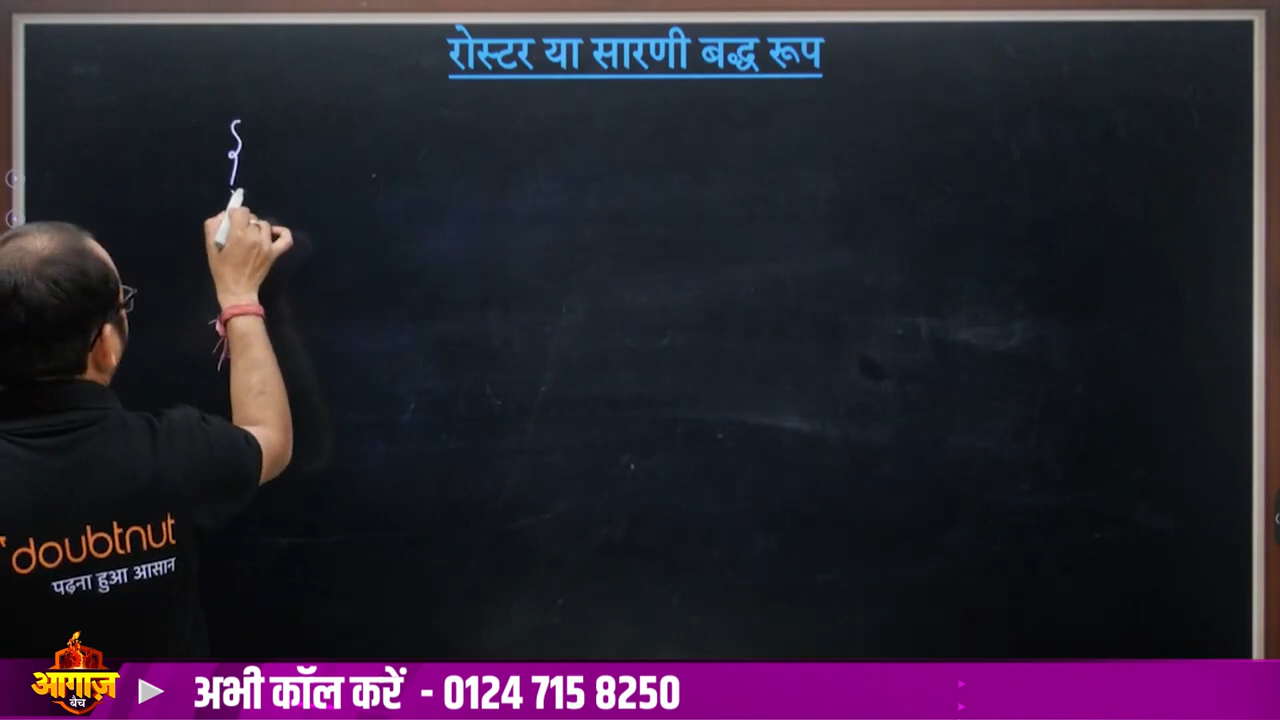 रोस्टर या सारणी बद्ध रूप
{
doubtnut
पढ़ना हुआ आसान
आगाज़
बैच
अभी कॉल करें - 0124 715 8250